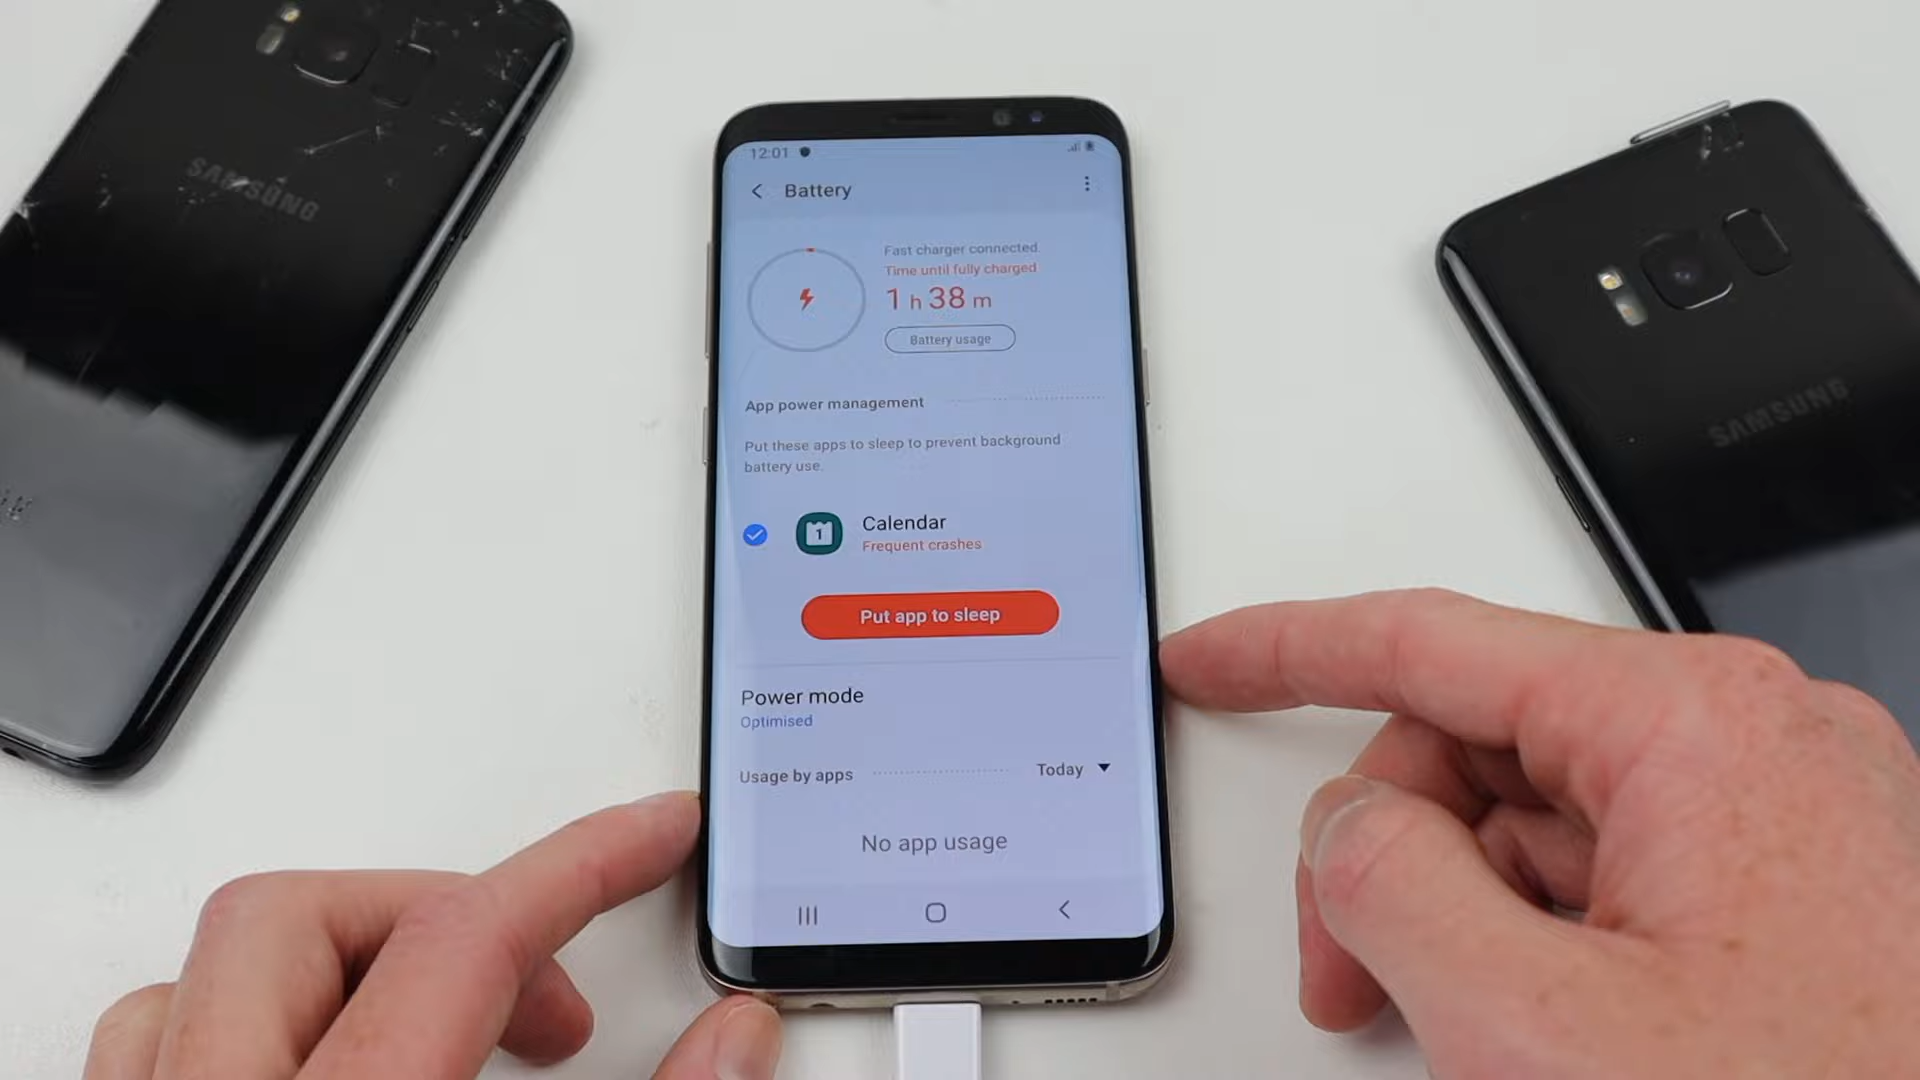 SAMSUNG
12:01
Battery
Fast charger connected.
Time until fully charged
1 h 38 m
Battery usage
App power management
Put these apps to sleep to prevent background
battery use.
1
Calendar
Frequent crashes
Put app to sleep
Power mode
Optimised
Usage by apps
Today
No app usage
SAMSUNG